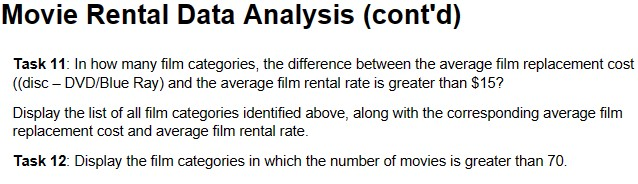 Movie Rental Data Analysis (cont'd)
Task 11: In how many film categories, the difference between the average film replacement cost
((disc – DVD/Blue Ray) and the average film rental rate is greater than $15?
Display the list of all film categories identified above, along with the corresponding average film
replacement cost and average film rental rate.
Task 12: Display the film categories in which the number of movies is greater than 70.